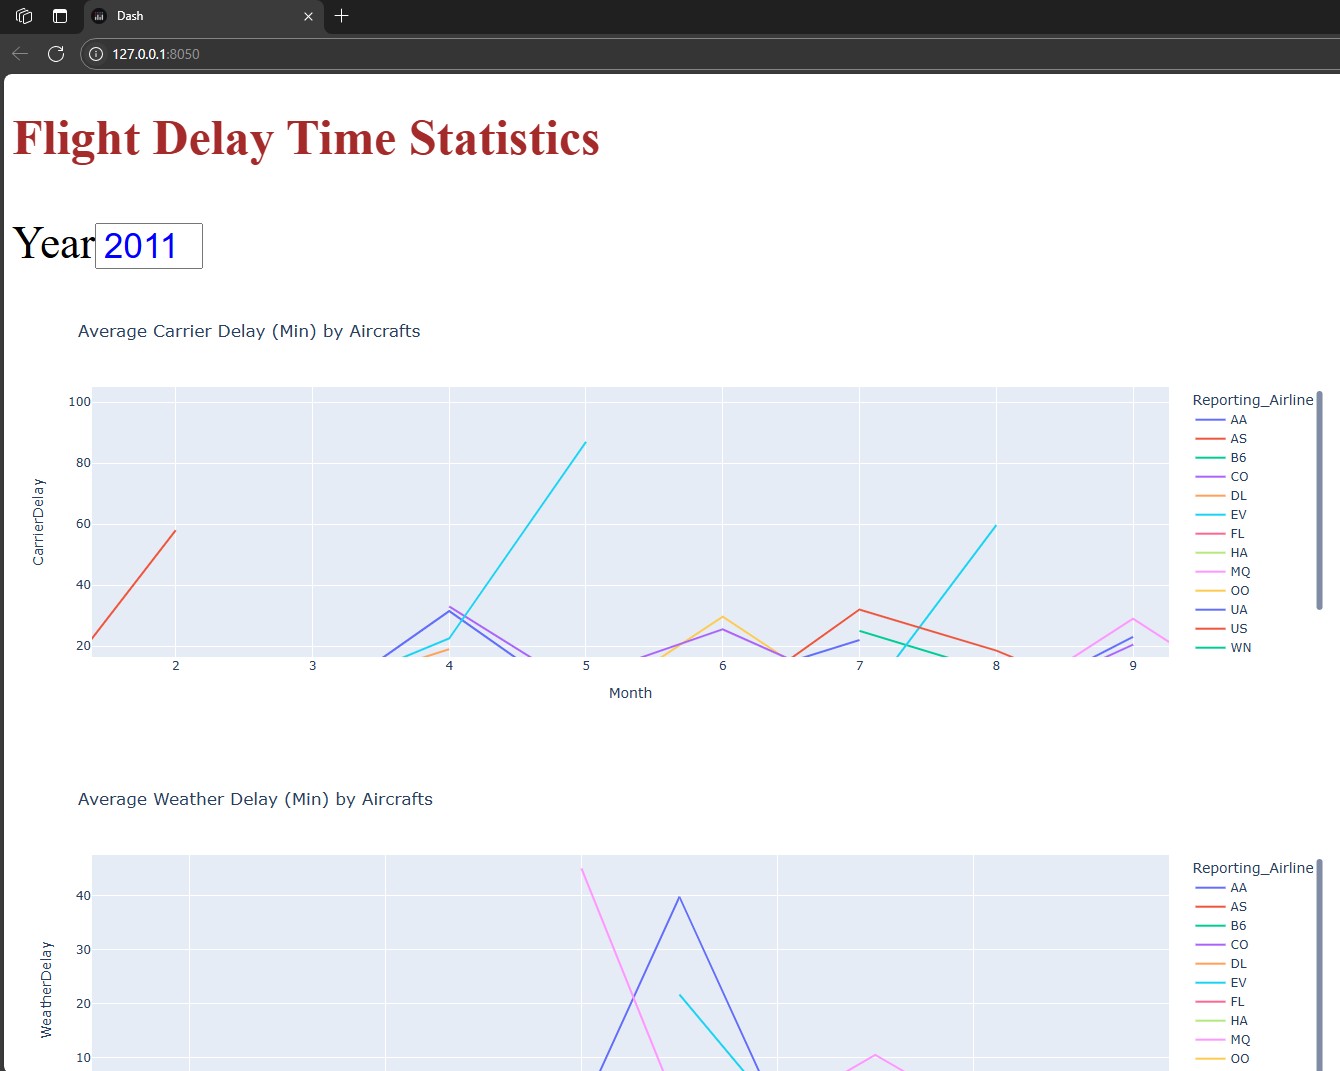 Dash
127.0.0.1:8050
Flight Delay Time Statistics
Year 2011
Average Carrier Delay (Min) by Aircrafts
CarrierDelay
100
80
60
40
20
2 3 4 5 6 7 8 9
Month
Reporting_Airline
AA
AS
B6
CO
DL
EV
FL
HA
MQ
OO
UA
US
WN
Average Weather Delay (Min) by Aircrafts
WeatherDelay
40
30
20
10
Reporting_Airline
AA
AS
B6
CO
DL
EV
FL
HA
MQ
OO